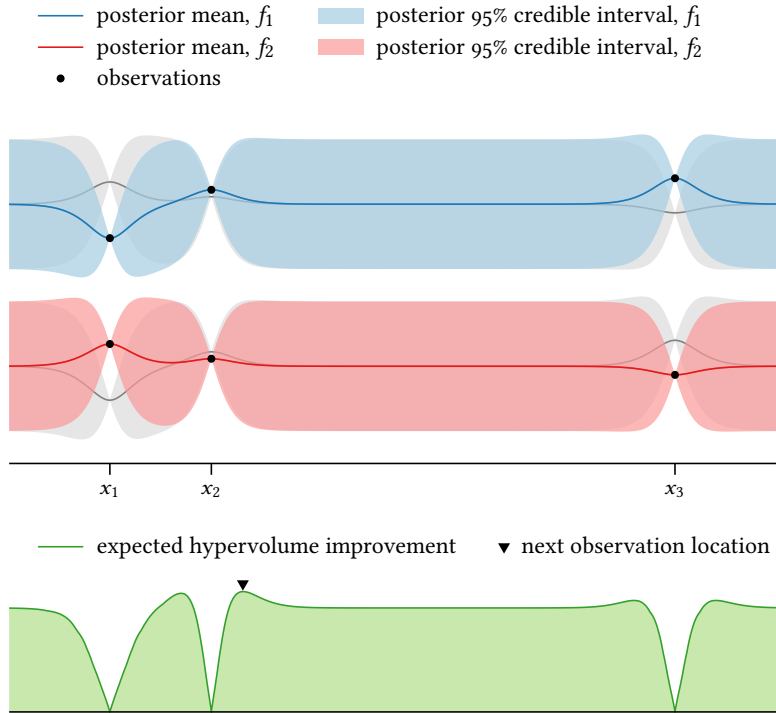 posterior mean, f₁ posterior 95% credible interval, f₁
posterior mean, f₂ posterior 95% credible interval, f₂
observations
x₁ x₂ x₃
expected hypervolume improvement next observation location